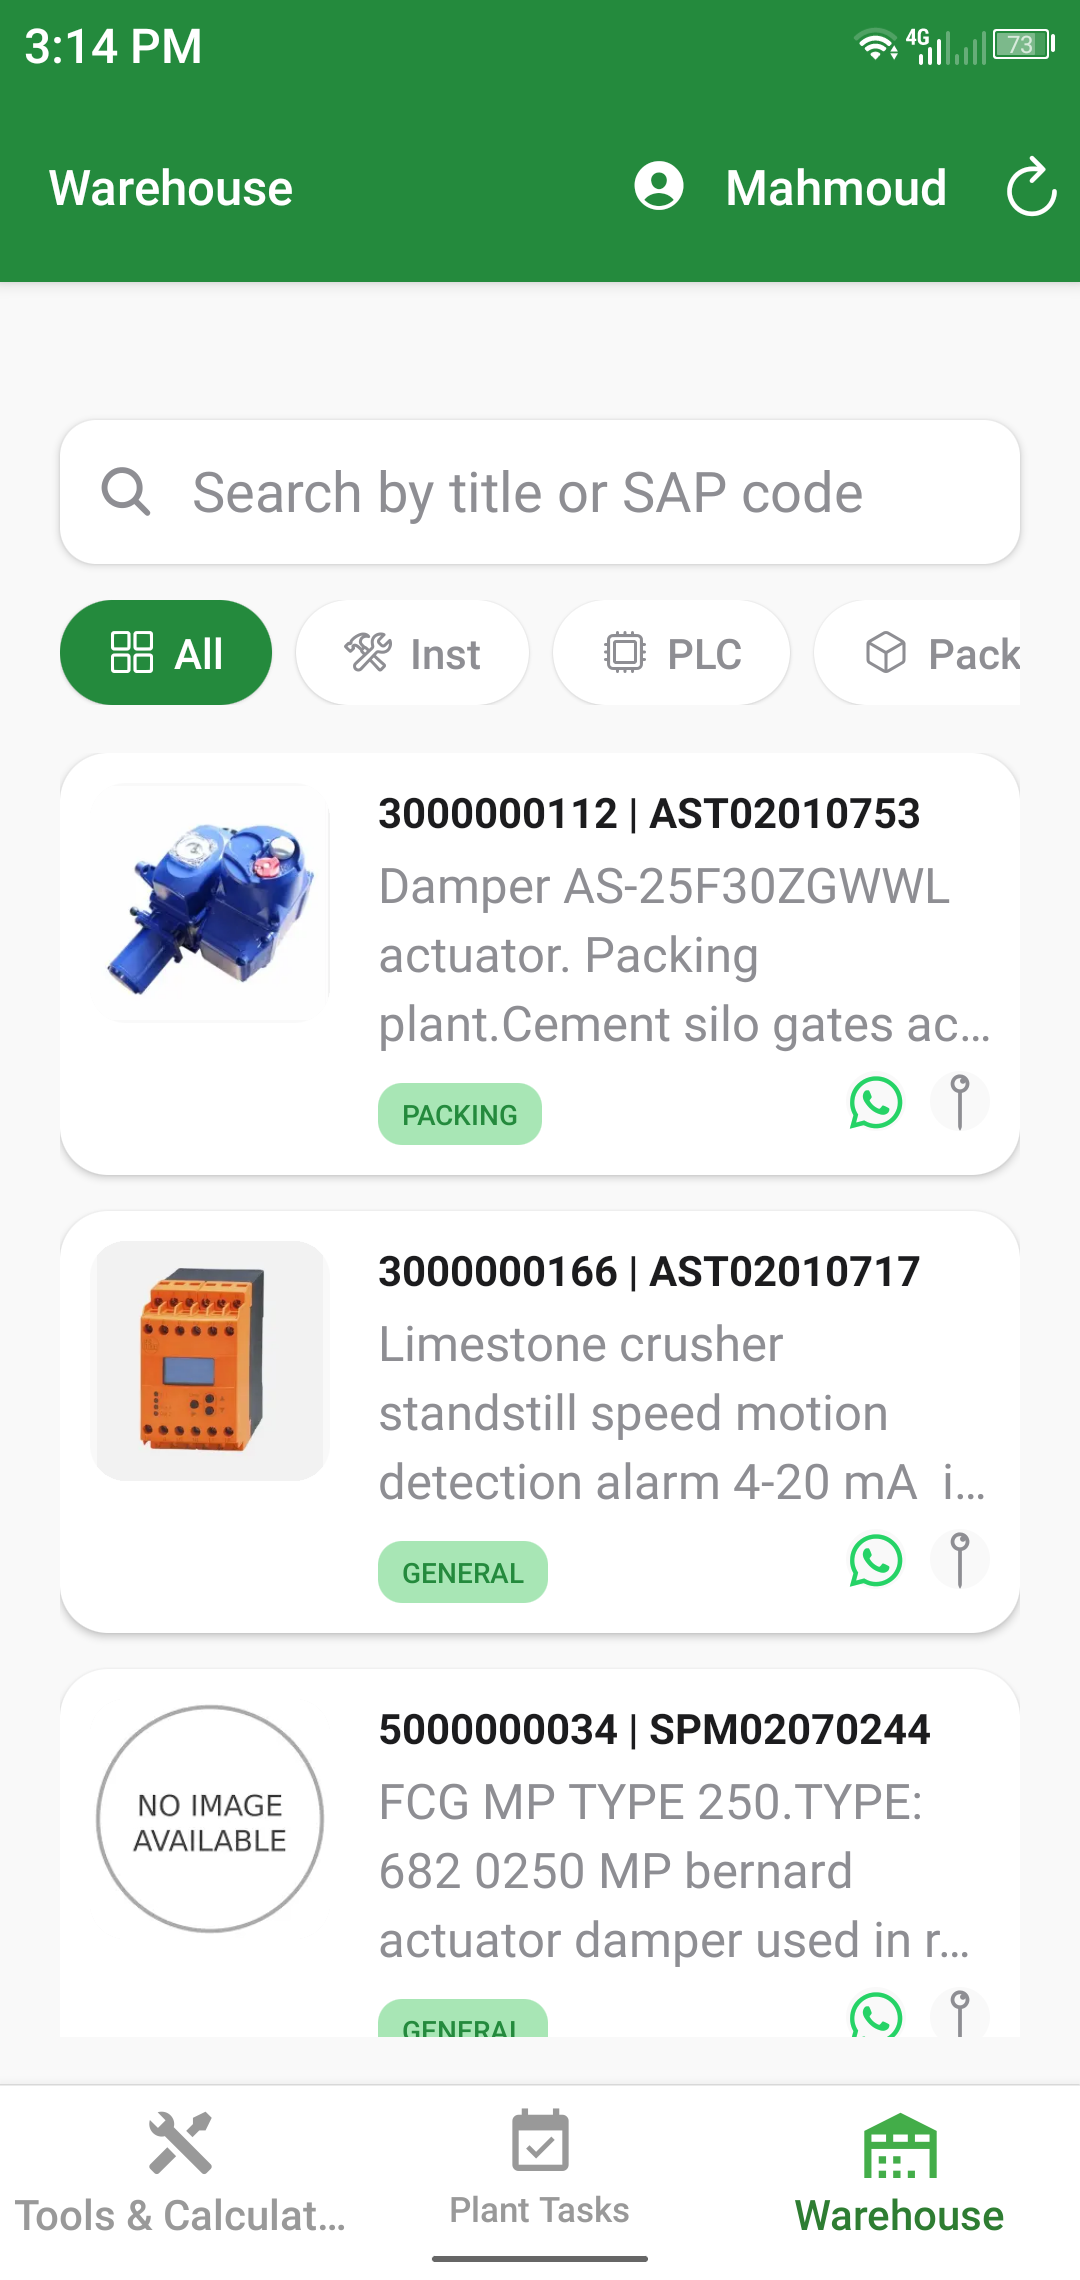 3:14 PM
4G
73
Warehouse
Mahmoud
Search by title or SAP code
All
Inst
PLC
Pack
3000000112 | AST02010753
Damper AS-25F30ZGWWL
actuator. Packing
plant.Cement silo gates ac...
PACKING
3000000166 | AST02010717
Limestone crusher
standstill speed motion
detection alarm 4-20 mA  i...
GENERAL
NO IMAGE
AVAILABLE
5000000034 | SPM02070244
FCG MP TYPE 250.TYPE:
682 0250 MP bernard
actuator damper used in r...
GENERAL
Tools & Calculat...
Plant Tasks
Warehouse